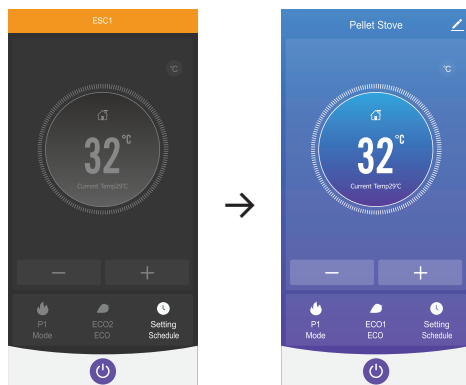 ESC1
°C
32°C
Current Temp29°C
P1
Mode
ECO2
ECO
Setting
Schedule
Pellet Stove
°C
32°C
Current Temp29°C
P1
Mode
ECO1
ECO
Setting
Schedule